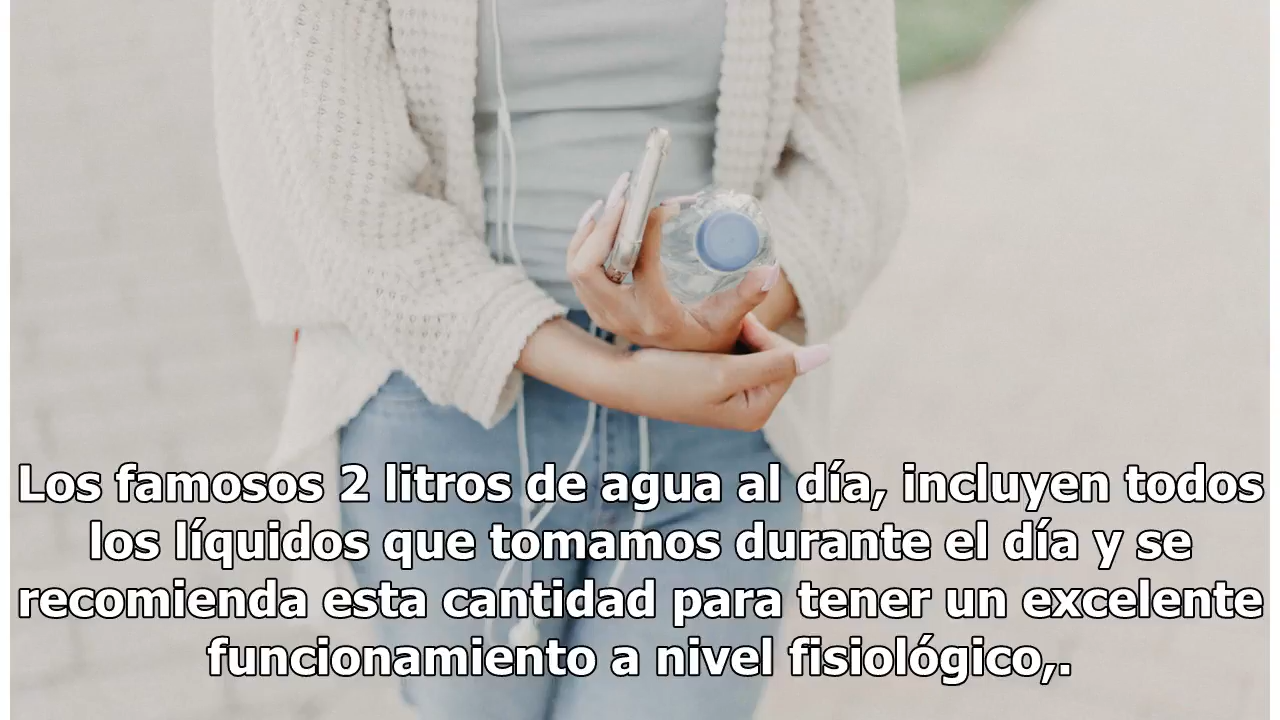 Los famosos 2 litros de agua al día, incluyen todos
los líquidos que tomamos durante el día y se
recomienda esta cantidad para tener un excelente
funcionamiento a nivel fisiológico,.